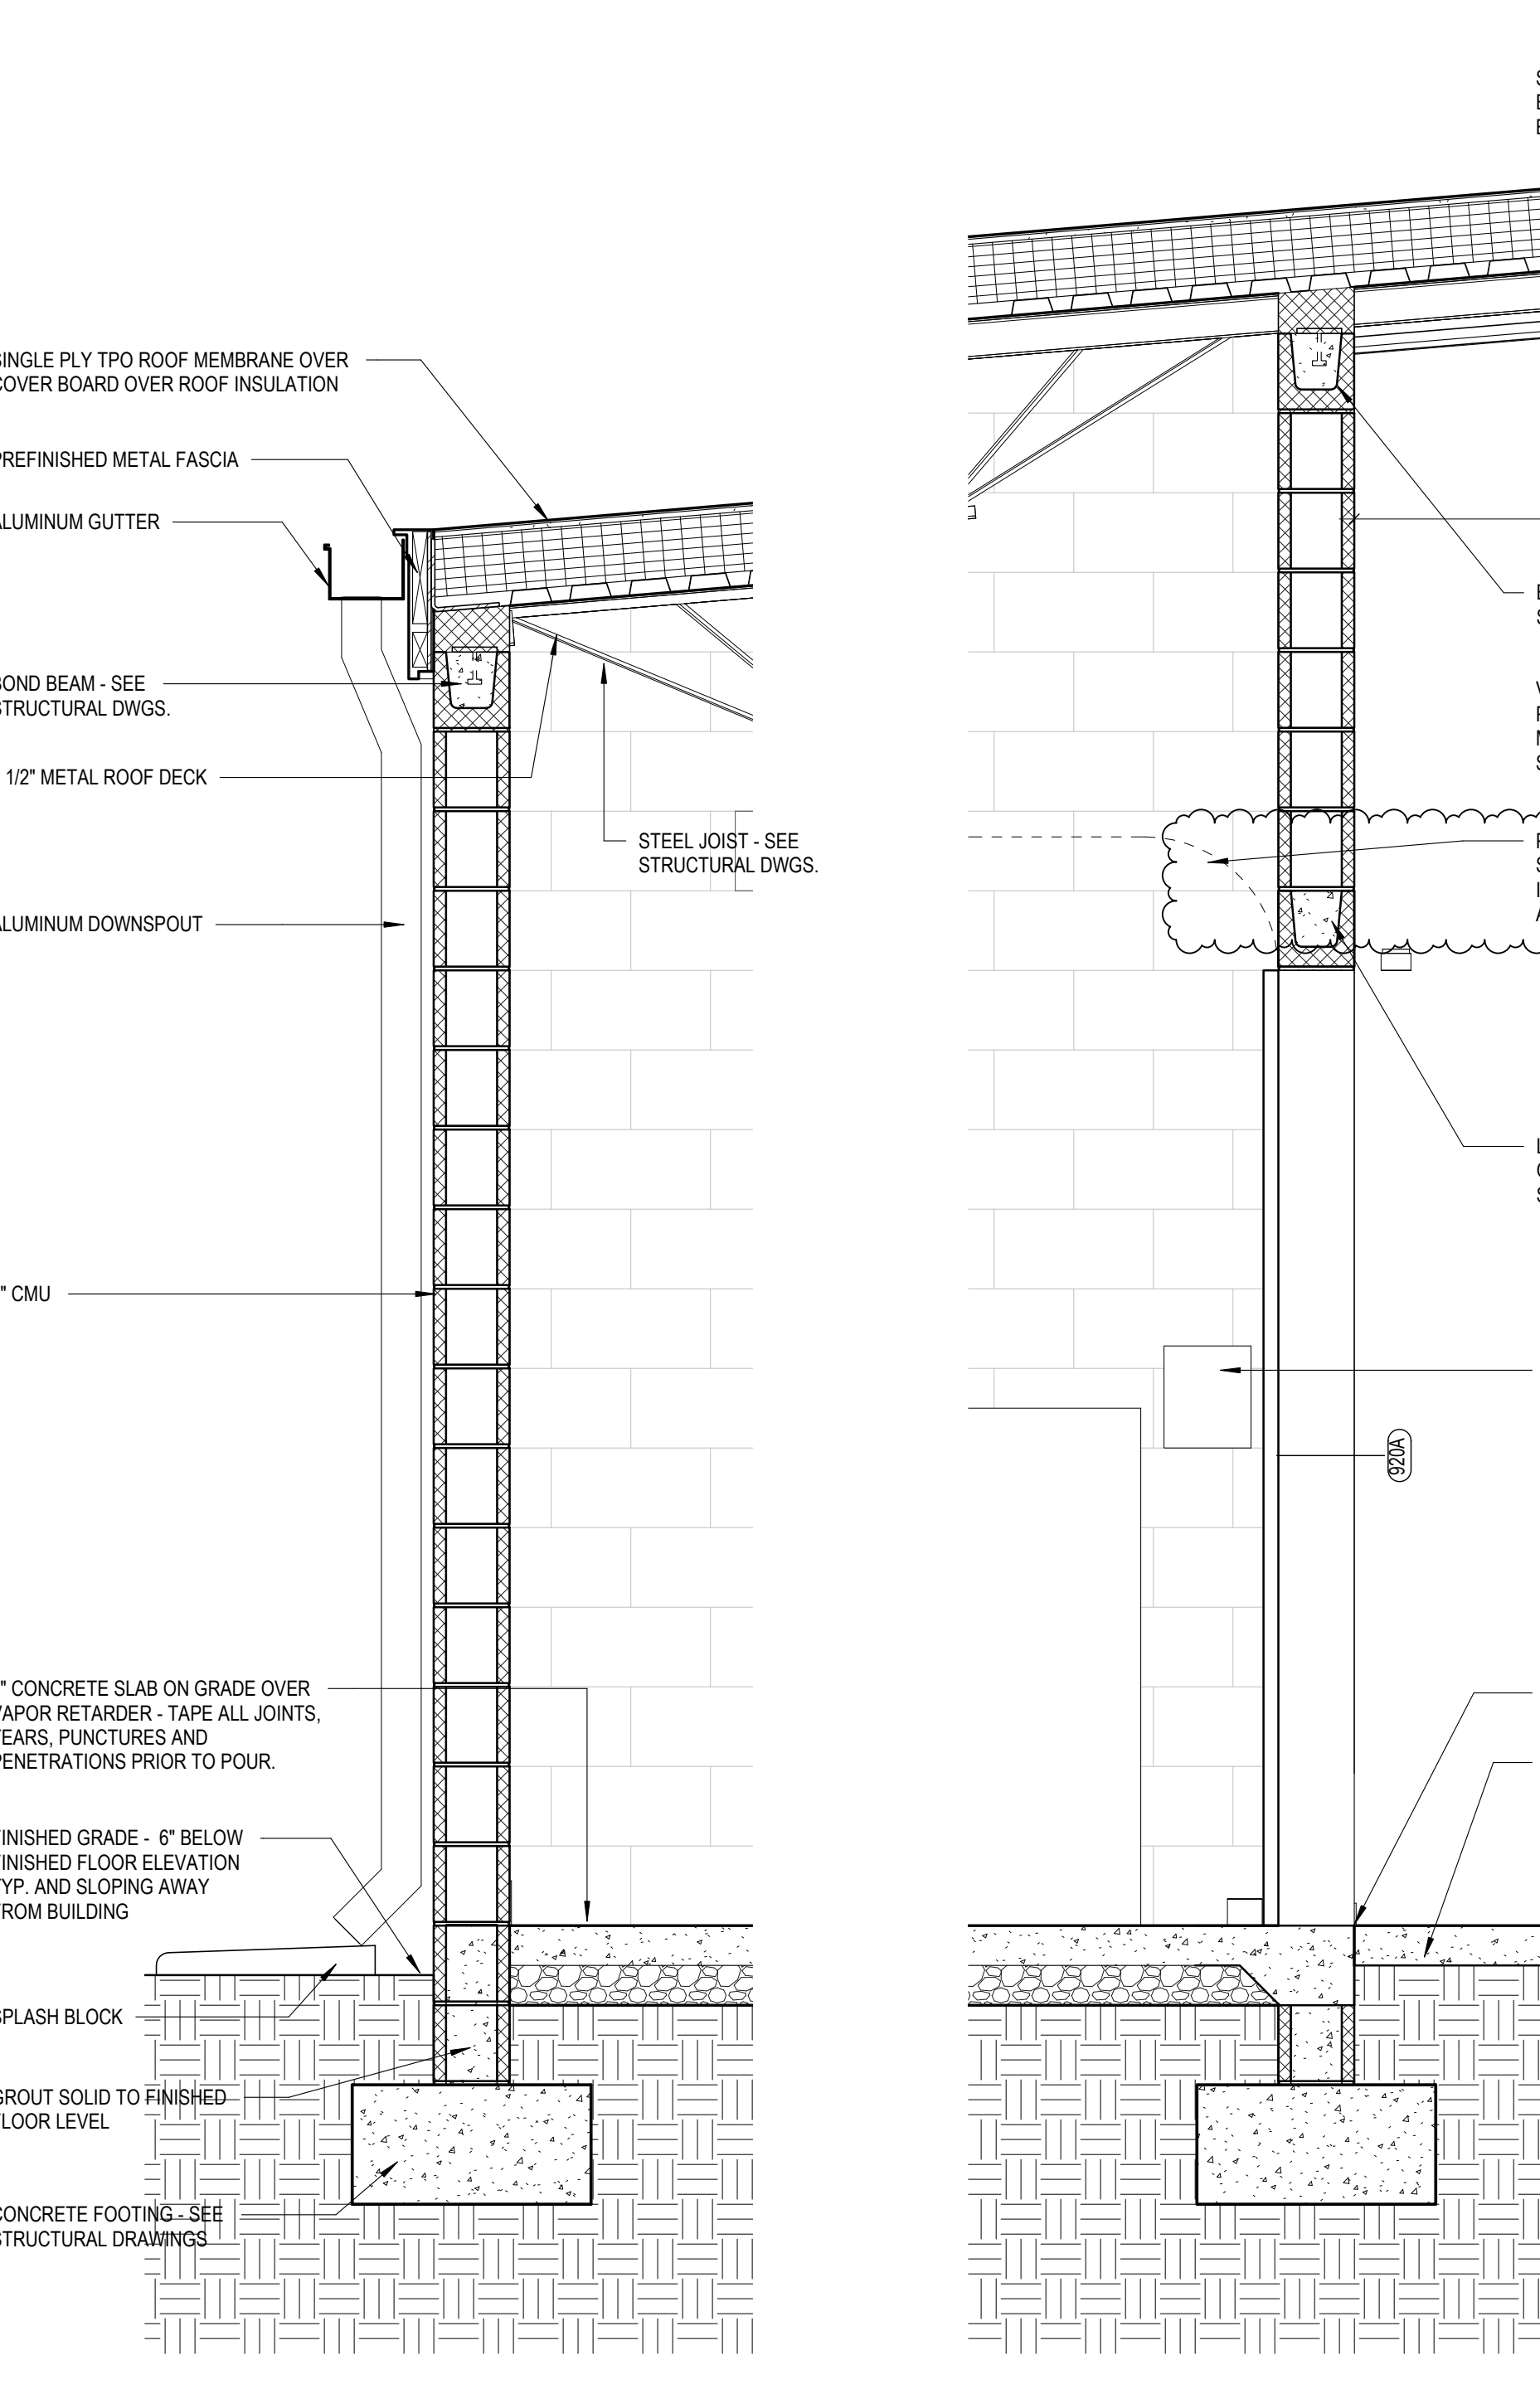 SINGLE PLY TPO ROOF MEMBRANE OVER
COVER BOARD OVER ROOF INSULATION
PREFINISHED METAL FASCIA
ALUMINUM GUTTER
BOND BEAM - SEE
STRUCTURAL DWGS.
1/2" METAL ROOF DECK
STEEL JOIST - SEE
STRUCTURAL DWGS.
ALUMINUM DOWNSPOUT
" CMU
920A
" CONCRETE SLAB ON GRADE OVER
VAPOR RETARDER - TAPE ALL JOINTS,
TEARS, PUNCTURES AND
PENETRATIONS PRIOR TO POUR.
FINISHED GRADE - 6" BELOW
FINISHED FLOOR ELEVATION
TYP. AND SLOPING AWAY
FROM BUILDING
SPLASH BLOCK
GROUT SOLID TO FINISHED
FLOOR LEVEL
CONCRETE FOOTING - SEE
STRUCTURAL DRAWINGS